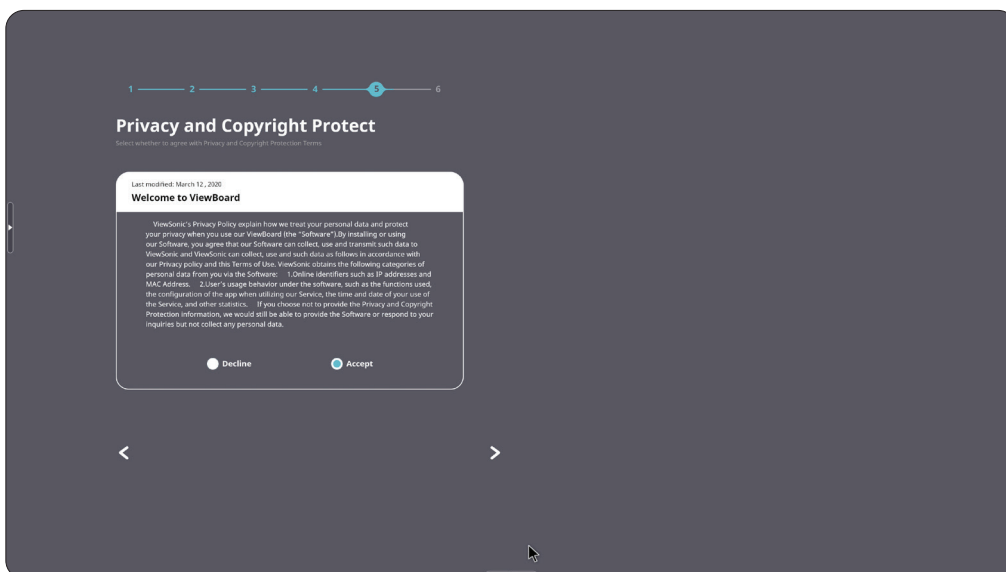 1 2 3 4 5 6
Privacy and Copyright Protect
Select whether to agree with Privacy and Copyright Protection Terms
Last modified: March 12 , 2020
Welcome to ViewBoard
ViewSonic's Privacy Policy explain how we treat your personal data and protect
your privacy when you use our ViewBoard (the “Software”).By installing or using
our Software, you agree that our Software can collect, use and transmit such data to
ViewSonic and ViewSonic can collect, use and such data as follows in accordance with
our Privacy policy and this Terms of Use. ViewSonic obtains the following categories of
personal data from you via the Software: 1.Online identifiers such as IP addresses and
MAC Address. 2.User's usage behavior under the software, such as the functions used,
the configuration of the app when utilizing our Service, the time and date of your use of
the Service, and other statistics. If you choose not to provide the Privacy and Copyright
Protection information, we would still be able to provide the Software or respond to your
inquiries but not collect any personal data.
Decline Accept